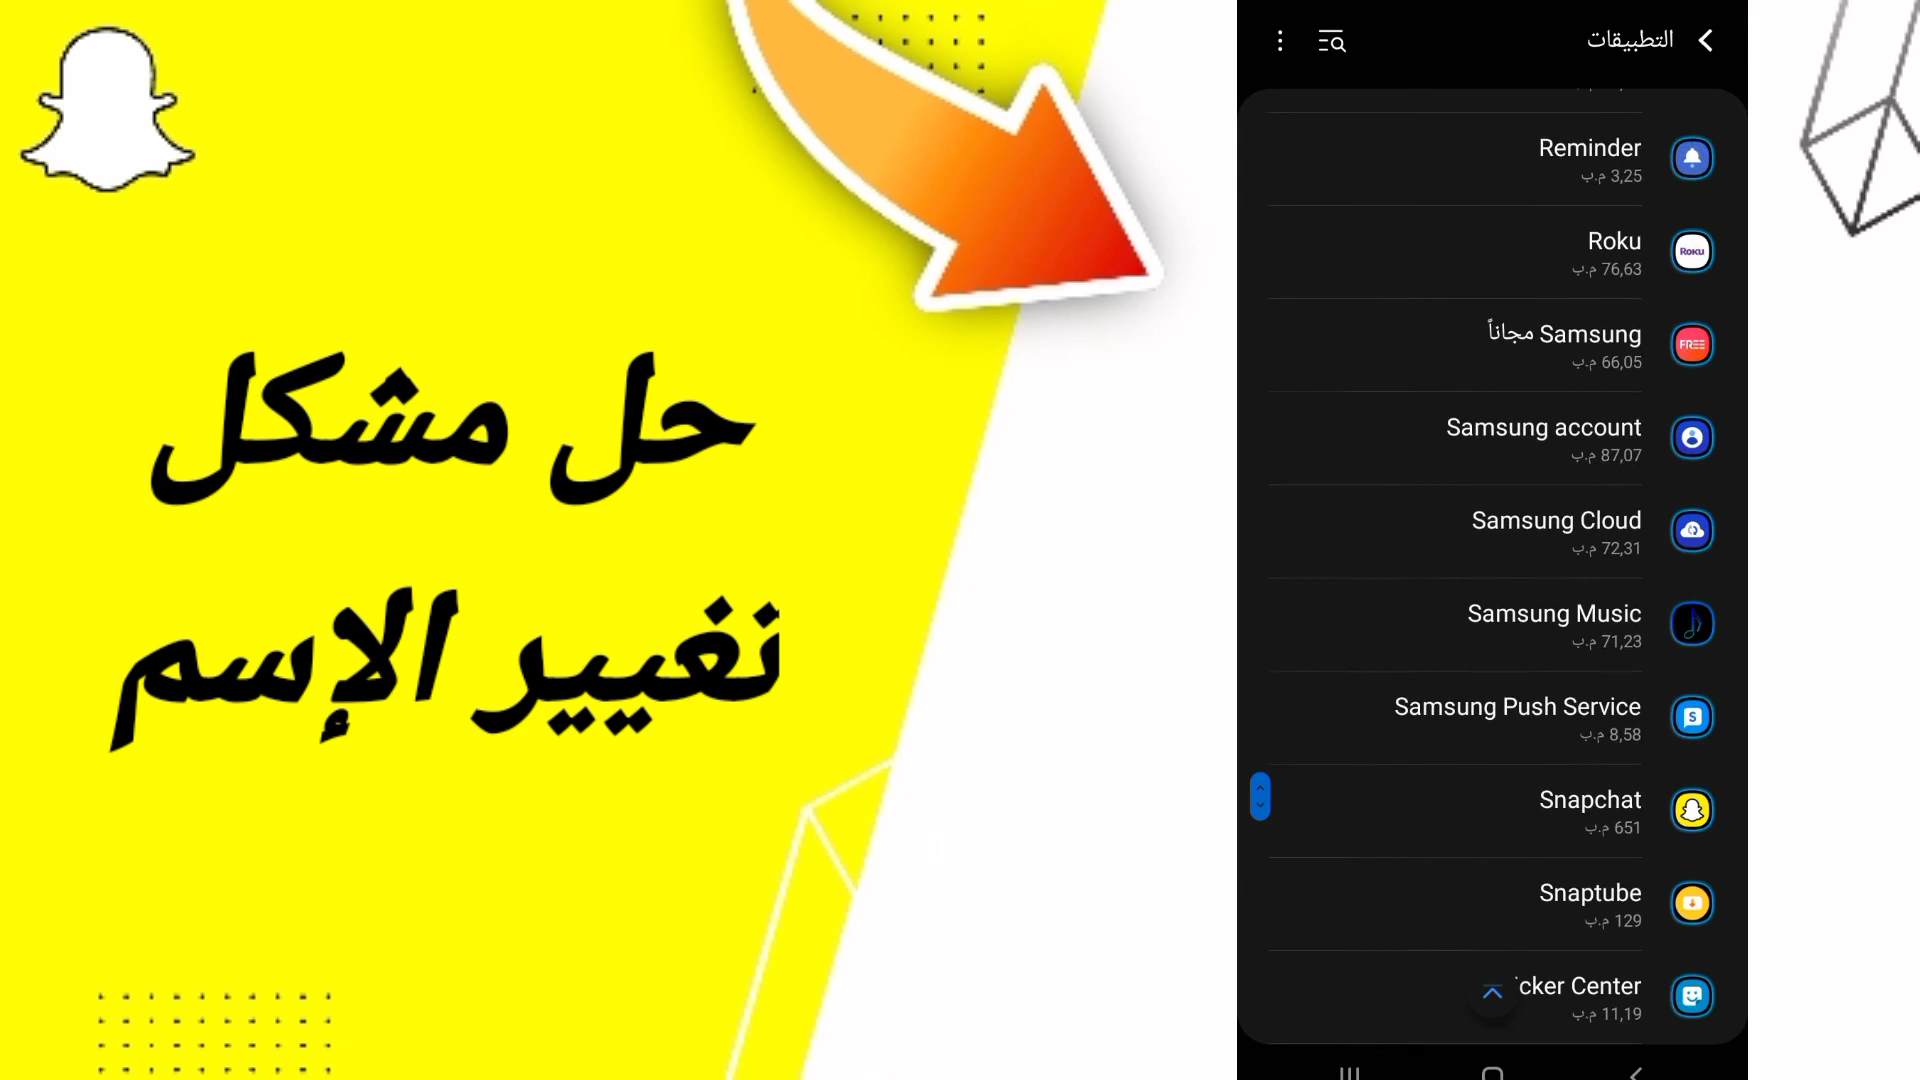 حل مشكل
تغيير الإسم
التطبيقات
Reminder
3,25 م.ب
Roku
Roku
76,63 م.ب
Samsung مجاناً
FREE
66,05 م.ب
Samsung account
87,07 م.ب
Samsung Cloud
72,31 م.ب
Samsung Music
71,23 م.ب
Samsung Push Service
S
8,58 م.ب
Snapchat
651 م.ب
Snaptube
129 م.ب
cker Center
11,19 م.ب